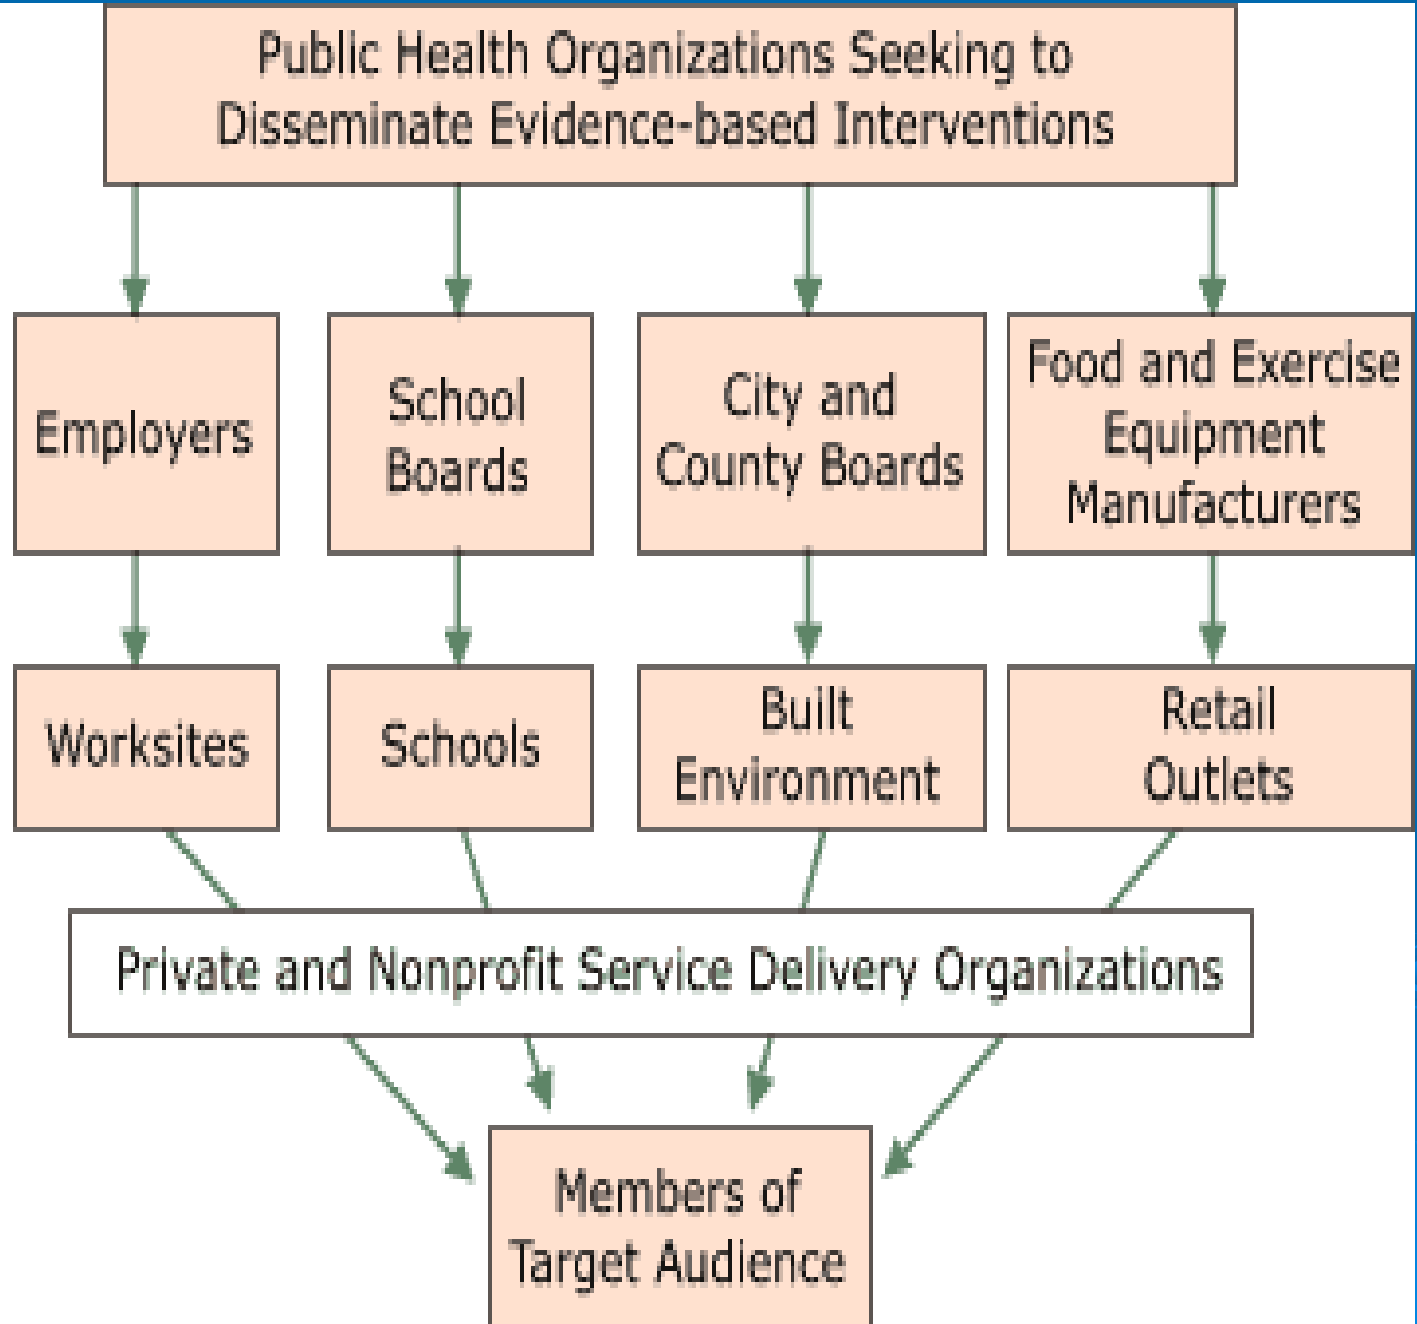 Public Health Organizations Seeking to
Disseminate Evidence-based Interventions
Employers
School
Boards
City and
County Boards
Food and Exercise
Equipment
Manufacturers
Worksites
Schools
Built
Environment
Retail
Outlets
Private and Nonprofit Service Delivery Organizations
Members of
Target Audience